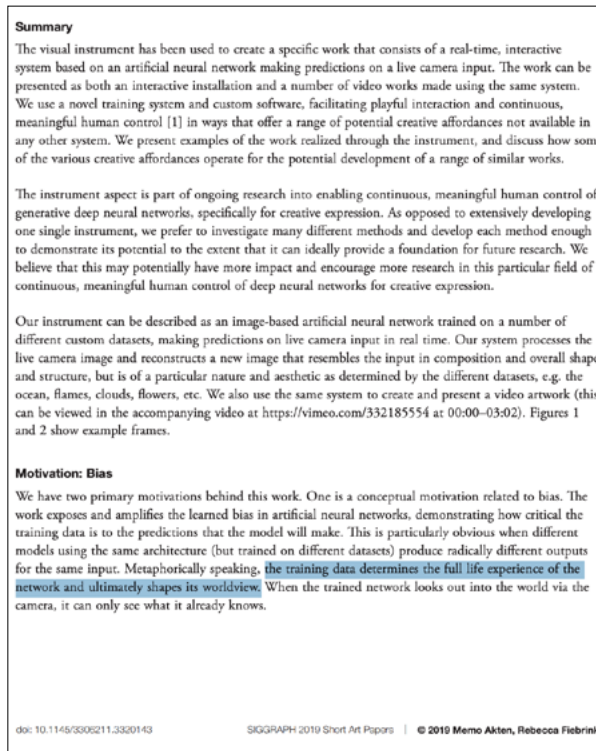 Summary
The visual instrument has been used to create a specific work that consists of a real-time, interactive
system based on an artificial neural network making predictions on a live camera input. The work can be
presented as both an interactive installation and a number of video works made using the same system.
We use a novel training system and custom software, facilitating playful interaction and continuous,
meaningful human control [1] in ways that offer a range of potential creative affordances not available in
any other system. We present examples of the work realized through the instrument, and discuss how som
of the various creative affordances operate for the potential development of a range of similar works.
The instrument aspect is part of ongoing research into enabling continuous, meaningful human control of
generative deep neural networks, specifically for creative expression. As opposed to extensively developing
one single instrument, we prefer to investigate many different methods and develop each method enough
to demonstrate its potential to the extent that it can ideally provide a foundation for future research. We
believe that this may potentially have more impact and encourage more research in this particular field of
continuous, meaningful human control of deep neural networks for creative expression.
Our instrument can be described as an image-based artificial neural network trained on a number of
different custom datasets, making predictions on live camera input in real time. Our system processes the
live camera image and reconstructs a new image that resembles the input in composition and overall shape
and structure, but is of a particular nature and aesthetic as determined by the different datasets, e.g. the
ocean, flames, clouds, flowers, etc. We also use the same system to create and present a video artwork (this
can be viewed in the accompanying video at https://vimeo.com/332185554 at 00:00–03:02). Figures 1
and 2 show example frames.
Motivation: Bias
We have two primary motivations behind this work. One is a conceptual motivation related to bias. The
work exposes and amplifies the learned bias in artificial neural networks, demonstrating how critical the
training data is to the predictions that the model will make. This is particularly obvious when different
models using the same architecture (but trained on different datasets) produce radically different outputs
for the same input. Metaphorically speaking, the training data determines the full life experience of the
network and ultimately shapes its worldview. When the trained network looks out into the world via the
camera, it can only see what it already knows.
doi: 10.1145/3306211.3320143 SIGGRAPH 2019 Short Art Papers | © 2019 Memo Akten, Rebecca Fiebrink